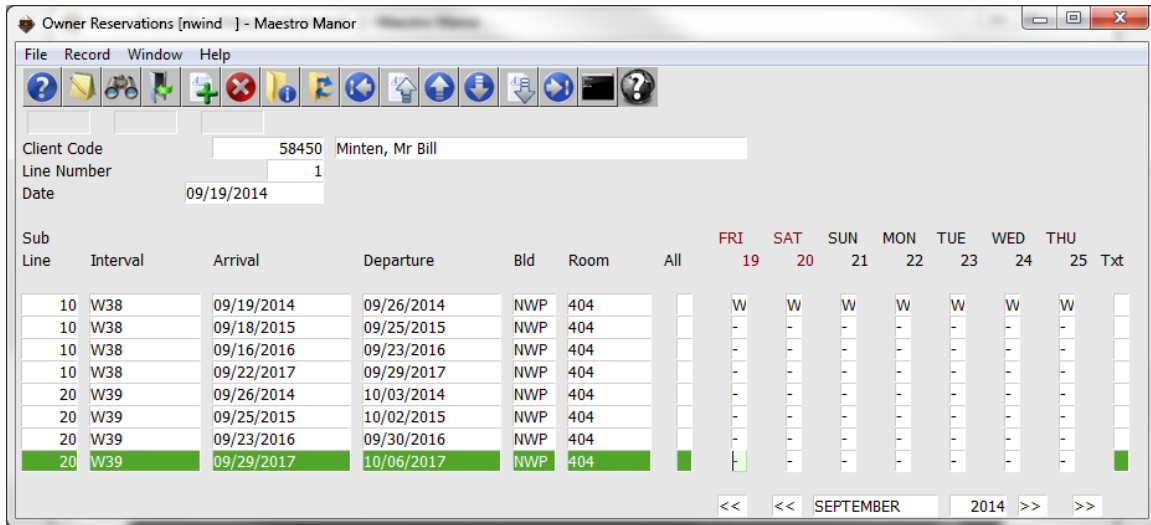 Owner Reservations [nwind ] - Maestro Manor
File Record Window Help
Client Code 58450 Minten, Mr Bill
Line Number 1
Date 09/19/2014
Sub FRI SAT SUN MON TUE WED THU
Line Interval Arrival Departure Bld Room All 19 20 21 22 23 24 25 Txt
10 W38 09/19/2014 09/26/2014 NWP 404 W W W W W W W
10 W38 09/18/2015 09/25/2015 NWP 404 - - - - - - -
10 W38 09/16/2016 09/23/2016 NWP 404 - - - - - - -
10 W38 09/22/2017 09/29/2017 NWP 404 - - - - - - -
20 W39 09/26/2014 10/03/2014 NWP 404 - - - - - - -
20 W39 09/25/2015 10/02/2015 NWP 404 - - - - - - -
20 W39 09/23/2016 09/30/2016 NWP 404 - - - - - - -
20 W39 09/29/2017 10/06/2017 NWP 404 - - - - - - -
<< << SEPTEMBER 2014 >> >>